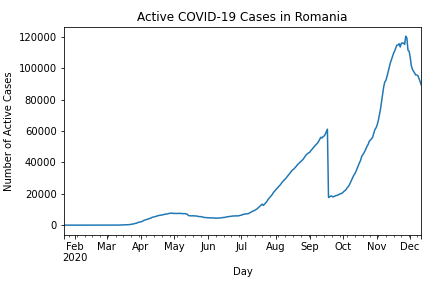 Active COVID-19 Cases in Romania
Number of Active Cases
120000
100000
80000
60000
40000
20000
0
Feb Mar Apr May Jun Jul Aug Sep Oct Nov Dec
2020
Day